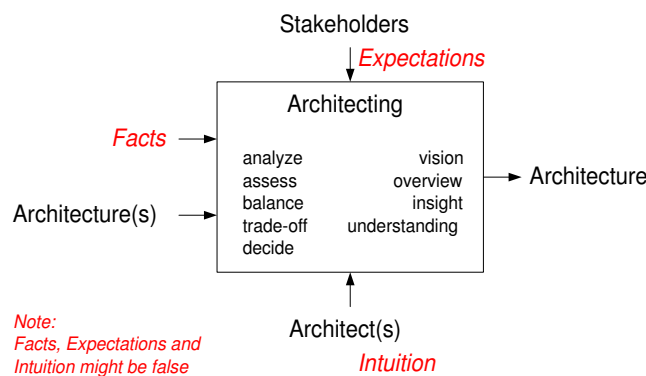 Stakeholders
Expectations
Architecting
Facts
analyze vision
assess overview
balance insight
trade-off understanding
decide
Architecture(s)
Architecture
Architect(s)
Intuition
Note:
Facts, Expectations and
Intuition might be false